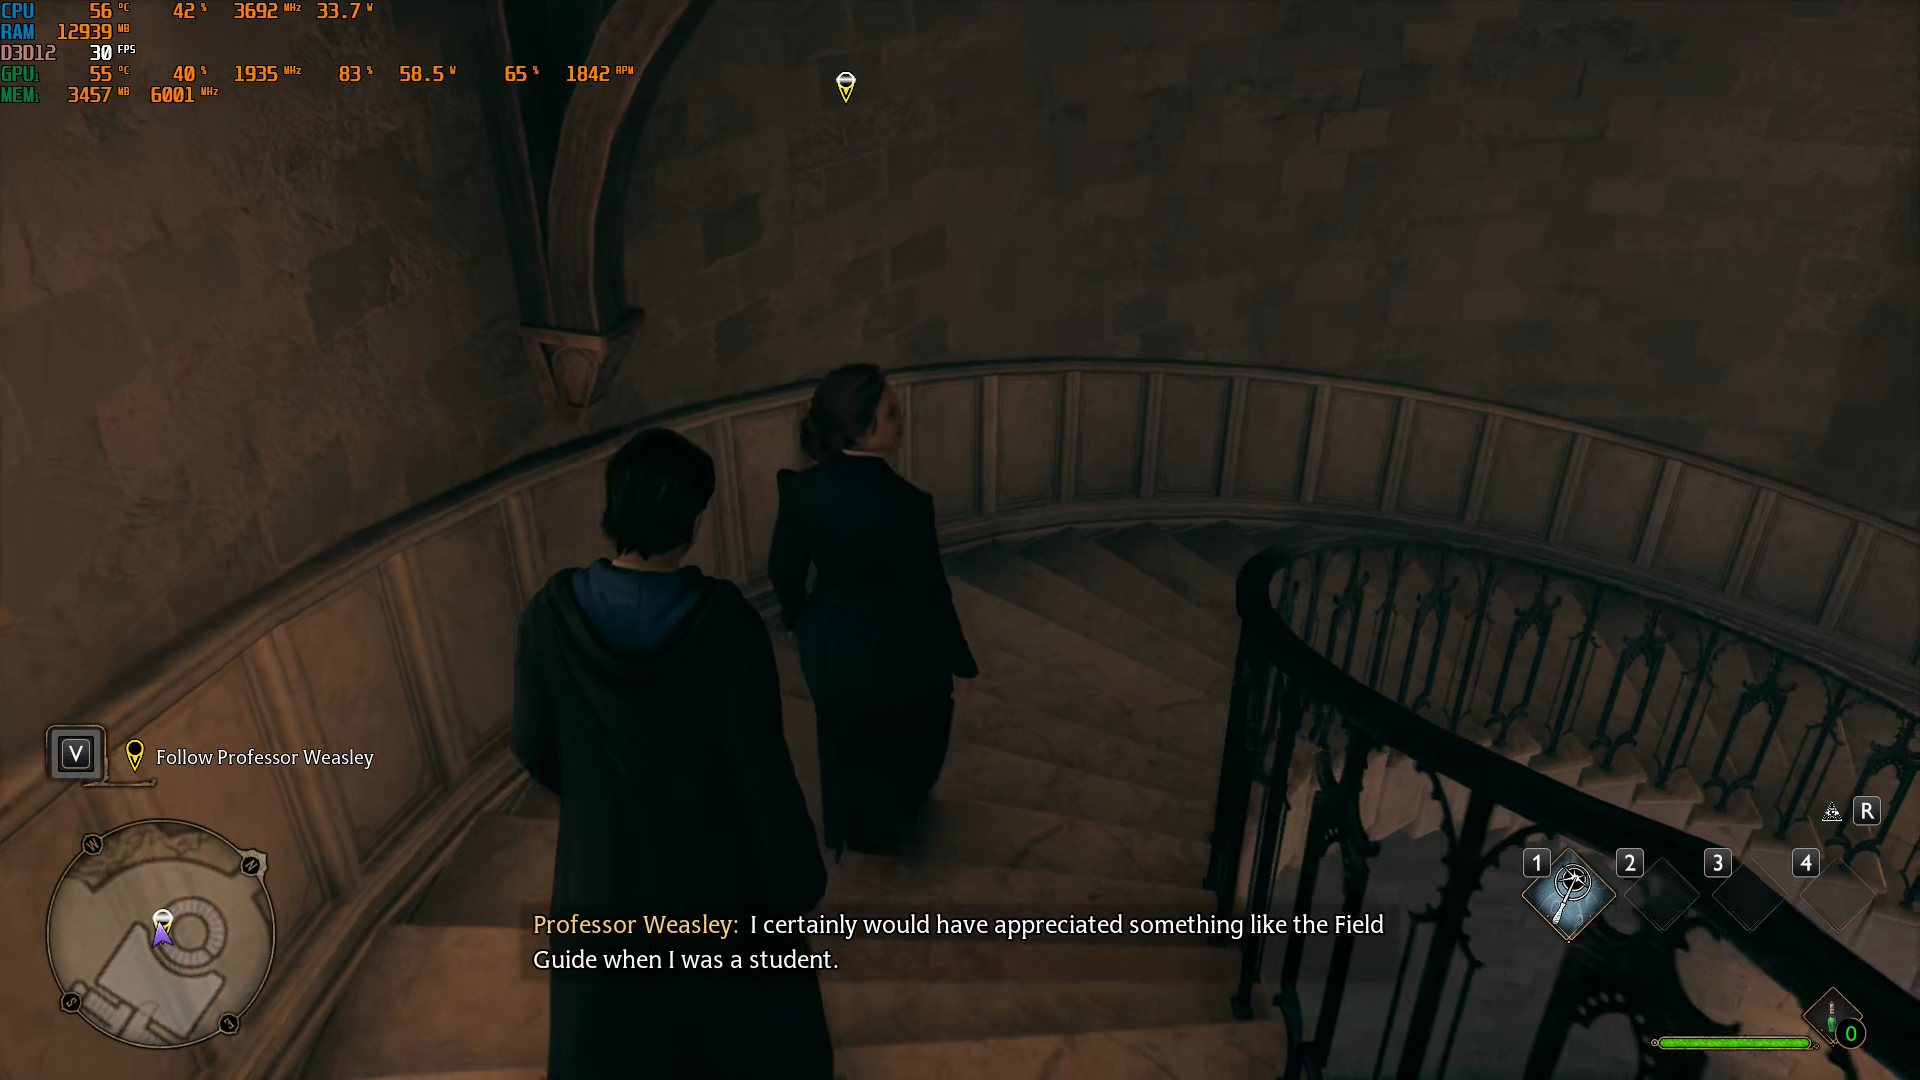 CPU 56 °C 42 % 3692 MHz 33.7 W
RAM 12939 MB
D3D12 30 FPS
GPU1 55 °C 40 % 1935 MHz 83 % 58.5 W 65 % 1842 RPM
MEM1 3457 MB 6001 MHz
V Follow Professor Weasley
W N
S E
R
1 2 3 4
Professor Weasley: I certainly would have appreciated something like the Field
Guide when I was a student.
0